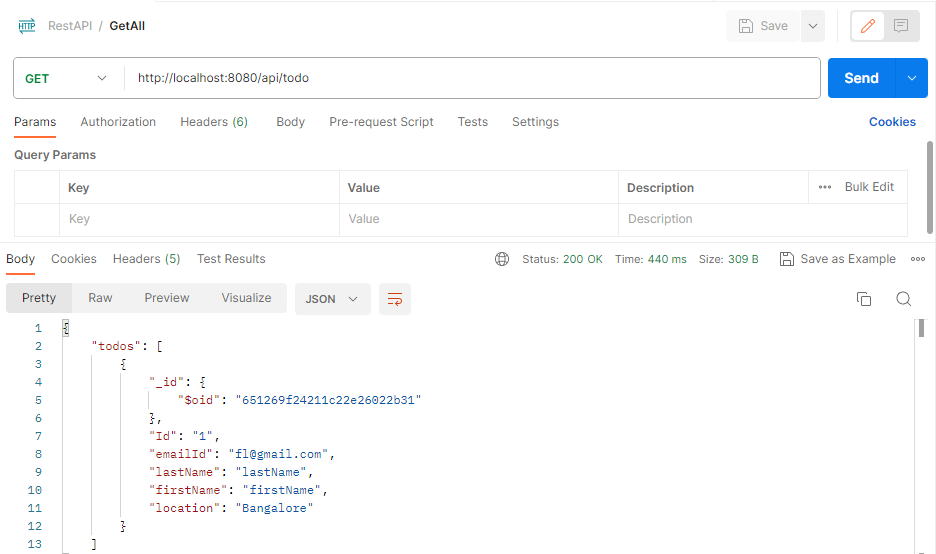 HTTP RestAPI / GetAll Save
GET http://localhost:8080/api/todo Send
Params Authorization Headers (6) Body Pre-request Script Tests Settings Cookies
Query Params
Key Value Description Bulk Edit
Key Value Description
Body Cookies Headers (5) Test Results Status: 200 OK Time: 440 ms Size: 309 B Save as Example
Pretty Raw Preview Visualize JSON
1 {
2 "todos": [
3 {
4 "_id": {
5 "$oid": "651269f24211c22e26022b31"
6 },
7 "Id": "1",
8 "emailId": "fl@gmail.com",
9 "lastName": "lastName",
10 "firstName": "firstName",
11 "location": "Bangalore"
12 }
13 ]